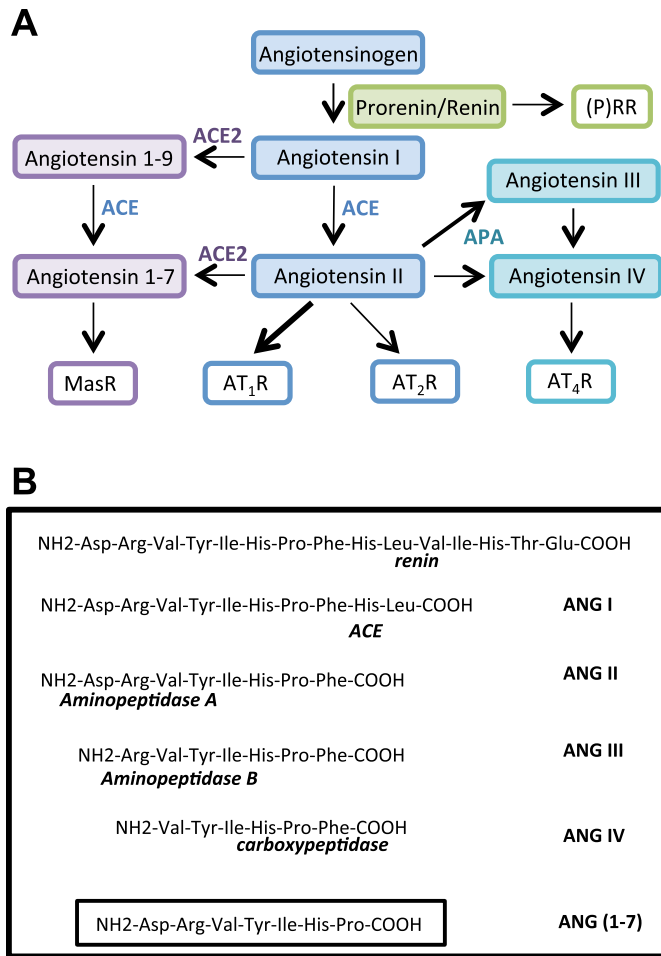 A
Angiotensinogen
Prorenin/Renin
(P)RR
ACE2
Angiotensin 1-9
Angiotensin I
Angiotensin III
ACE
ACE
APA
ACE2
Angiotensin 1-7
Angiotensin II
Angiotensin IV
MasR
AT1R
AT2R
AT4R
B
NH2-Asp-Arg-Val-Tyr-Ile-His-Pro-Phe-His-Leu-Val-Ile-His-Thr-Glu-COOH
renin
NH2-Asp-Arg-Val-Tyr-Ile-His-Pro-Phe-His-Leu-COOH ANG I
ACE
NH2-Asp-Arg-Val-Tyr-Ile-His-Pro-Phe-COOH ANG II
Aminopeptidase A
NH2-Arg-Val-Tyr-Ile-His-Pro-Phe-COOH ANG III
Aminopeptidase B
NH2-Val-Tyr-Ile-His-Pro-Phe-COOH ANG IV
carboxypeptidase
NH2-Asp-Arg-Val-Tyr-Ile-His-Pro-COOH ANG (1-7)